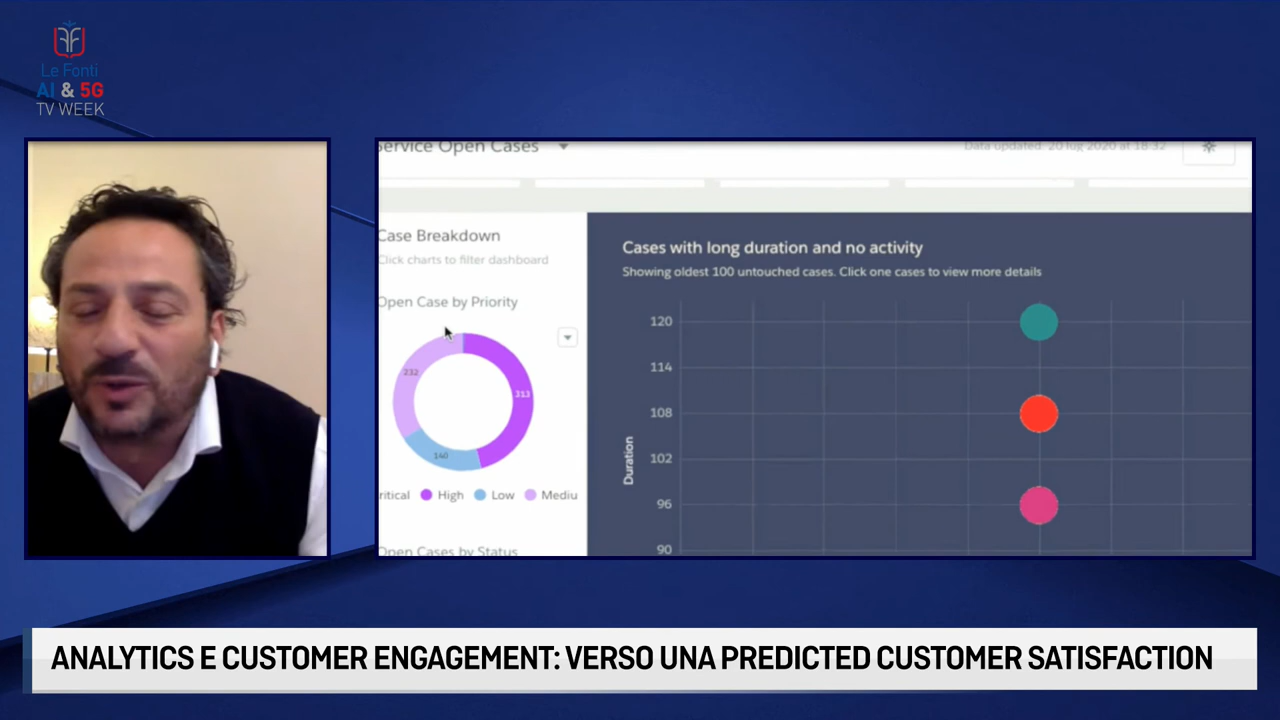 Le Fonti
AI & 5G
TV WEEK
Service Open Cases
Data updated: 20 lug 2020 at 18:32
Case Breakdown
Click charts to filter dashboard
Open Case by Priority
232
313
140
ritical High Low Mediu
Open Cases by Status
Cases with long duration and no activity
Showing oldest 100 untouched cases. Click one cases to view more details
Duration
120
114
108
102
96
90
ANALYTICS E CUSTOMER ENGAGEMENT: VERSO UNA PREDICTED CUSTOMER SATISFACTION